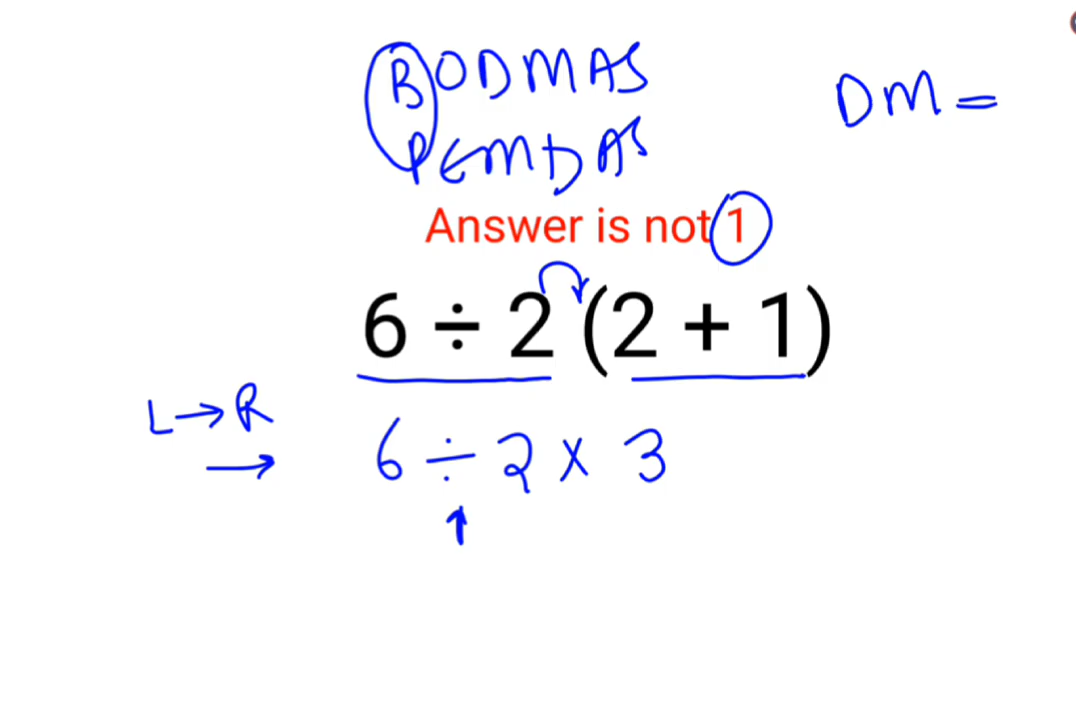 BODMAS
DM =
PEMDAS
Answer is not 1
6 ÷ 2 (2 + 1)
L → R
6 ÷ 2 × 3